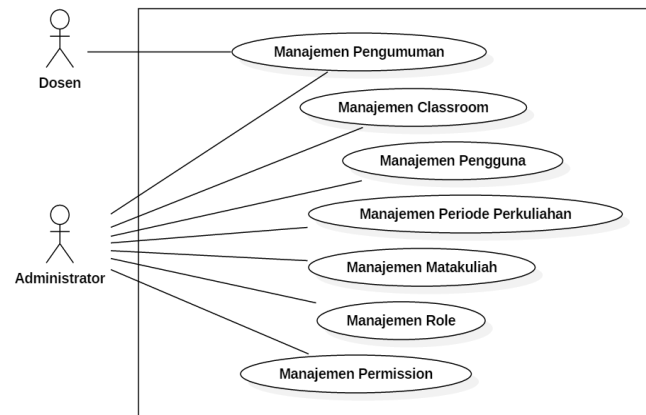 Dosen
Manajemen Pengumuman
Manajemen Classroom
Manajemen Pengguna
Manajemen Periode Perkuliahan
Administrator
Manajemen Matakuliah
Manajemen Role
Manajemen Permission